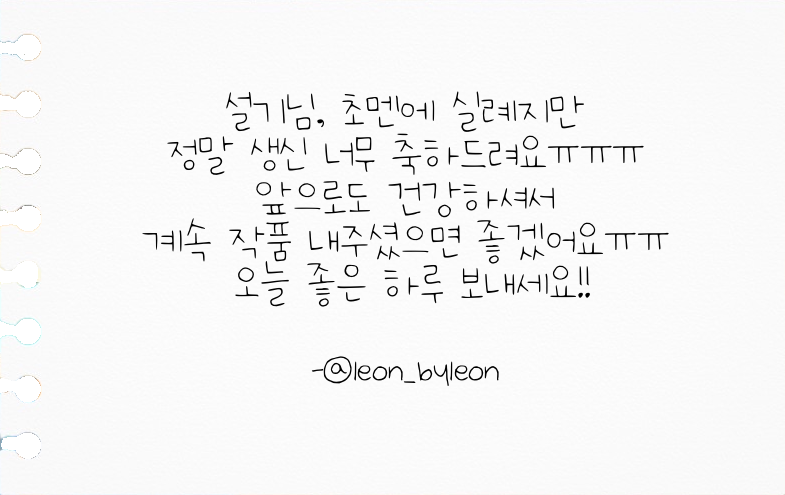 설기님, 초면에 실례지만
정말 생신 너무 축하드려요ㅠㅠㅠ
앞으로도 건강하셔서
계속 작품 내주셨으면 좋겠어요ㅠㅠ
오늘 좋은 하루 보내세요!!
-@leon_byleon